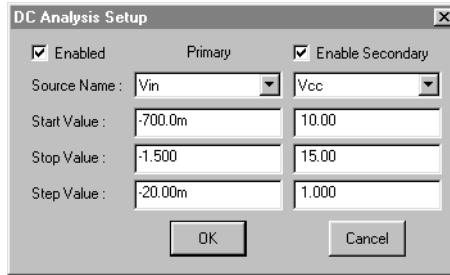 DC Analysis Setup
Enabled Primary Enable Secondary
Source Name : Vin Vcc
Start Value : -700.0m 10.00
Stop Value : -1.500 15.00
Step Value : -20.00m 1.000
OK Cancel